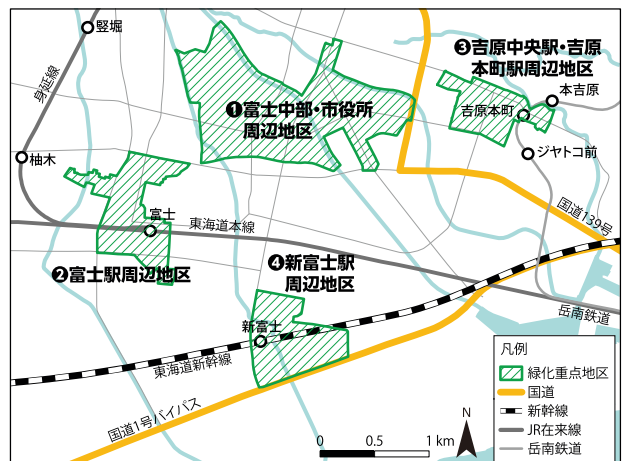 竪堀
身延線
❸吉原中央駅・吉原
本町駅周辺地区
本吉原
吉原本町
❶富士中部・市役所
周辺地区
ジヤトコ前
柚木
国道139号
富士
東海道本線
❷富士駅周辺地区
❹新富士駅
周辺地区
岳南鉄道
新富士
東海道新幹線
国道1号バイパス
凡例
緑化重点地区
国道
新幹線
JR在来線
岳南鉄道
N
0 0.5 1 km